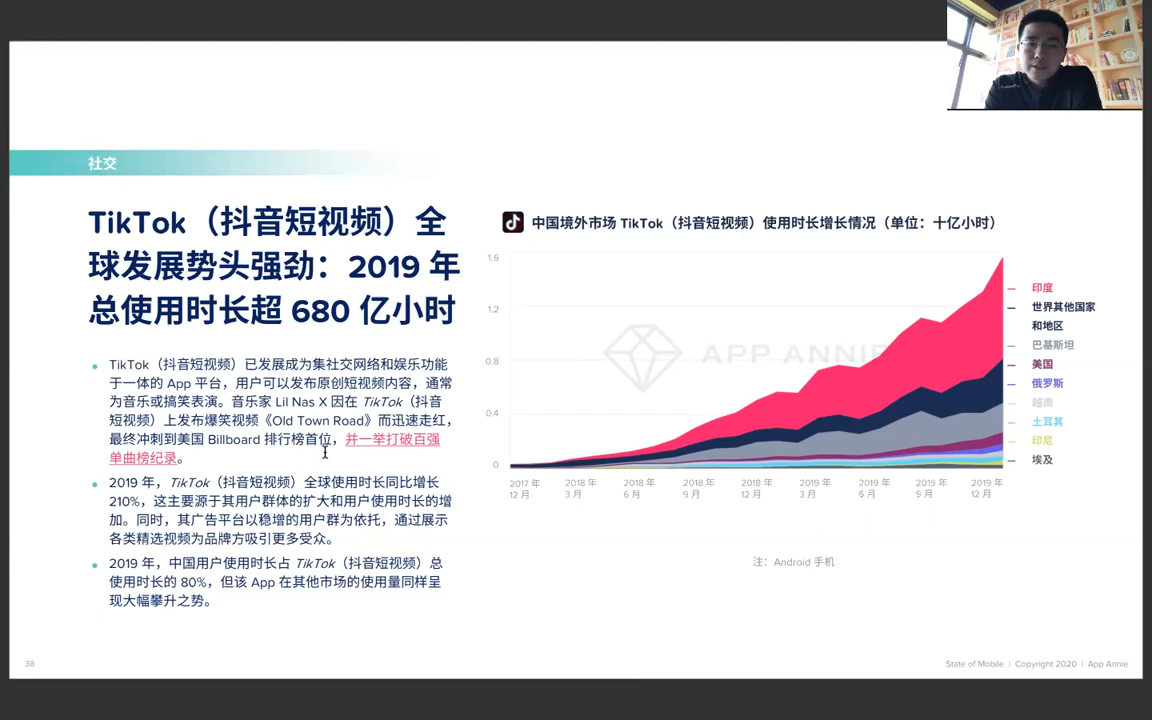 社交
TikTok（抖音短视频）全
球发展势头强劲：2019 年
总使用时长超 680 亿小时
TikTok（抖音短视频）已发展成为集社交网络和娱乐功能
于一体的 App 平台，用户可以发布原创短视频内容，通常
为音乐或搞笑表演。音乐家 Lil Nas X 因在 TikTok（抖音
短视频）上发布爆笑视频《Old Town Road》而迅速走红，
最终冲刺到美国 Billboard 排行榜首位，并一举打破百强
单曲榜纪录。
2019 年，TikTok（抖音短视频）全球使用时长同比增长
210%，这主要源于其用户群体的扩大和用户使用时长的增
加。同时，其广告平台以稳增的用户群为依托，通过展示
各类精选视频为品牌方吸引更多受众。
2019 年，中国用户使用时长占 TikTok（抖音短视频）总
使用时长的 80%，但该 App 在其他市场的使用量同样呈
现大幅攀升之势。
中国境外市场 TikTok（抖音短视频）使用时长增长情况（单位：十亿小时）
1.6
1.2
0.8
0.4
0
APP ANNIE
2017 年
12 月
2018 年
3 月
2018 年
6 月
2018 年
9 月
2018 年
12 月
2019 年
3 月
2019 年
6 月
2019 年
9 月
2019 年
12 月
印度
世界其他国家
和地区
巴基斯坦
美国
俄罗斯
越南
土耳其
印尼
埃及
注：Android 手机
38
State of Mobile | Copyright 2020 | App Annie